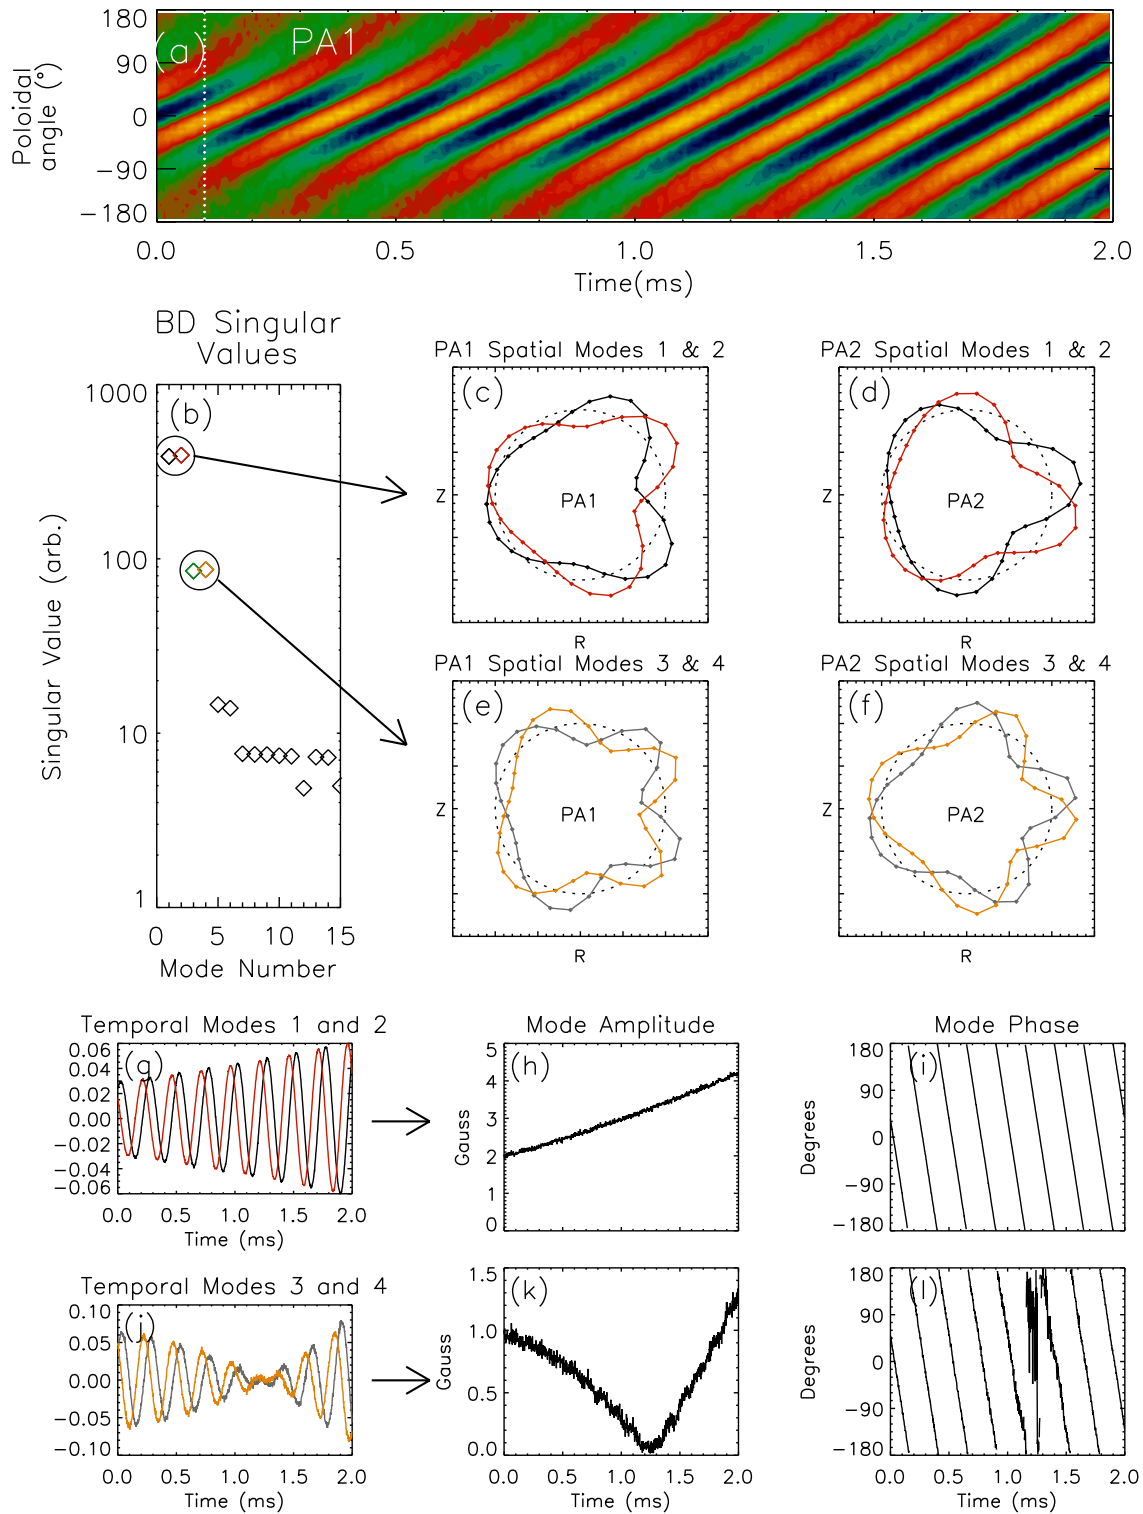 (a)
PA1
180
90
0
−90
−180
Poloidal
angle (°)
0.0
0.5
1.0
1.5
2.0
Time(ms)
BD Singular
Values
(b)
1000
100
10
1
Singular Value (arb.)
0
5
10
15
Mode Number
PA1 Spatial Modes 1 & 2
(c)
Z
PA1
R
PA2 Spatial Modes 1 & 2
(d)
Z
PA2
R
PA1 Spatial Modes 3 & 4
(e)
Z
PA1
R
PA2 Spatial Modes 3 & 4
(f)
Z
PA2
R
Temporal Modes 1 and 2
(g)
0.06
0.04
0.02
0.00
−0.02
−0.04
−0.06
0.0 0.5 1.0 1.5 2.0
Time (ms)
Mode Amplitude
(h)
5
4
3
2
1
0
Gauss
Mode Phase
(i)
180
90
0
−90
−180
Degrees
Temporal Modes 3 and 4
(j)
0.10
0.05
0.00
−0.05
−0.10
0.0 0.5 1.0 1.5 2.0
Time (ms)
(k)
1.5
1.0
0.5
0.0
Gauss
0.0 0.5 1.0 1.5 2.0
Time (ms)
(l)
180
90
0
−90
−180
Degrees
0.0 0.5 1.0 1.5 2.0
Time (ms)